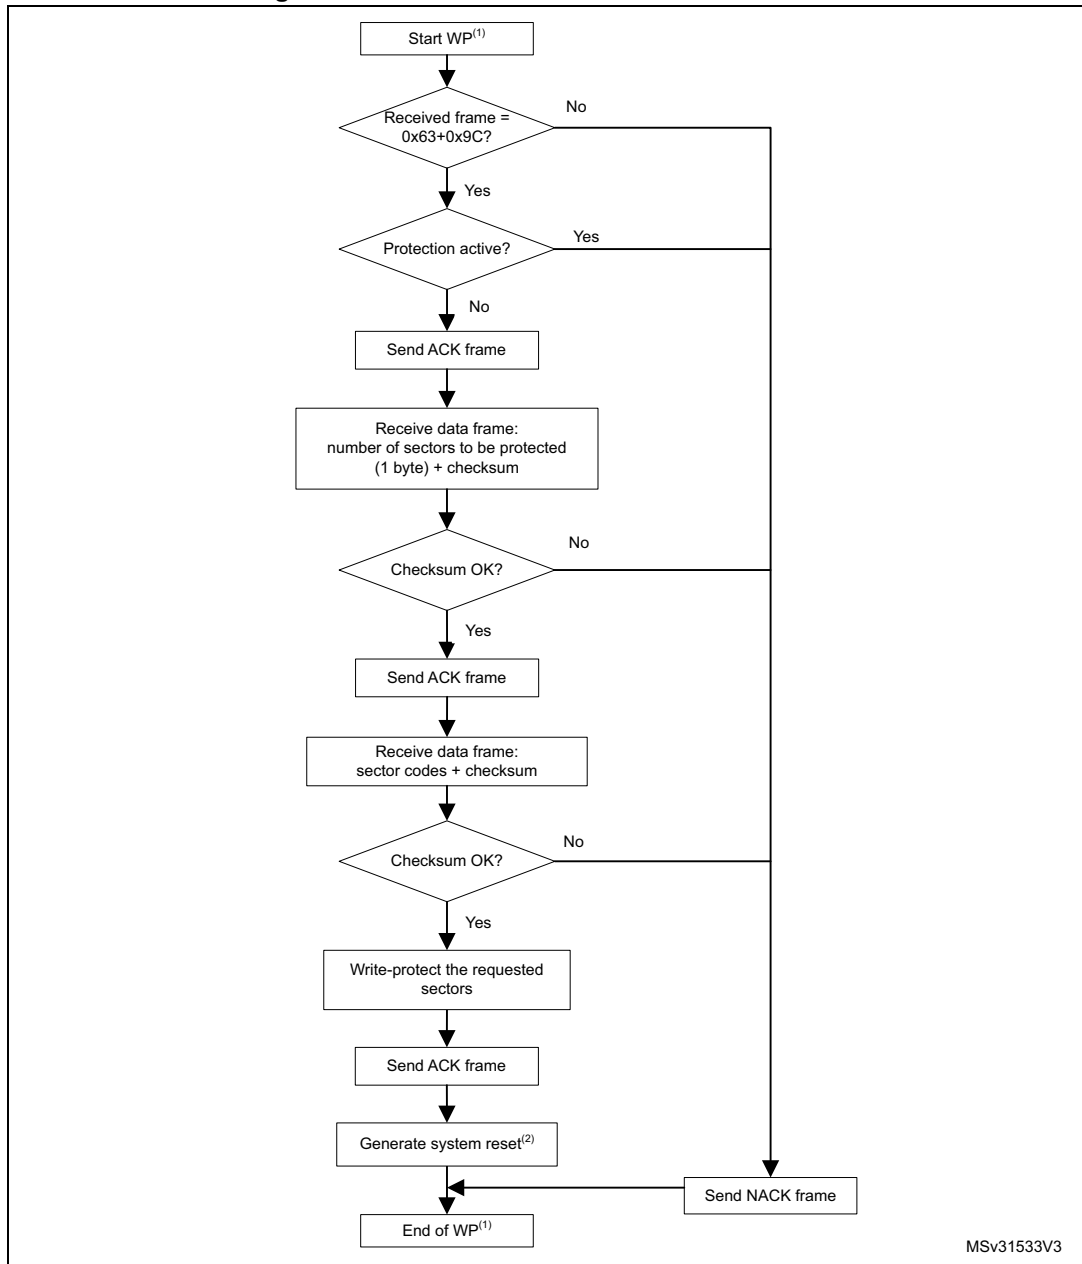 Start WP(1)
Received frame =
0x63+0x9C?
No
Yes
Protection active?
Yes
No
Send ACK frame
Receive data frame:
number of sectors to be protected
(1 byte) + checksum
Checksum OK?
No
Yes
Send ACK frame
Receive data frame:
sector codes + checksum
Checksum OK?
No
Yes
Write-protect the requested
sectors
Send ACK frame
Generate system reset(2)
Send NACK frame
End of WP(1)
MSv31533V3